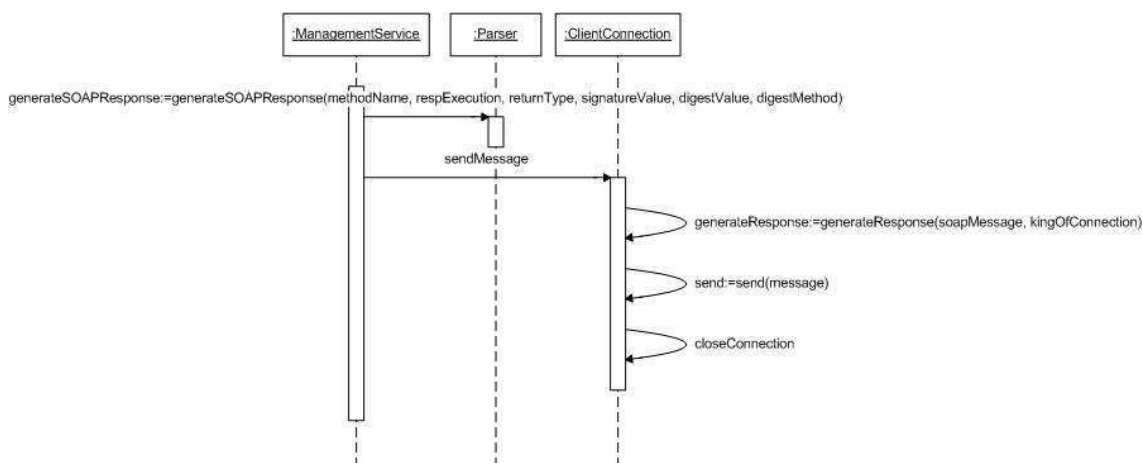 :ManagementService
:Parser
:ClientConnection
generateSOAPResponse:=generateSOAPResponse(methodName, respExecution, returnType, signatureValue, digestValue, digestMethod)
sendMessage
generateResponse:=generateResponse(soapMessage, kingOfConnection)
send:=send(message)
closeConnection